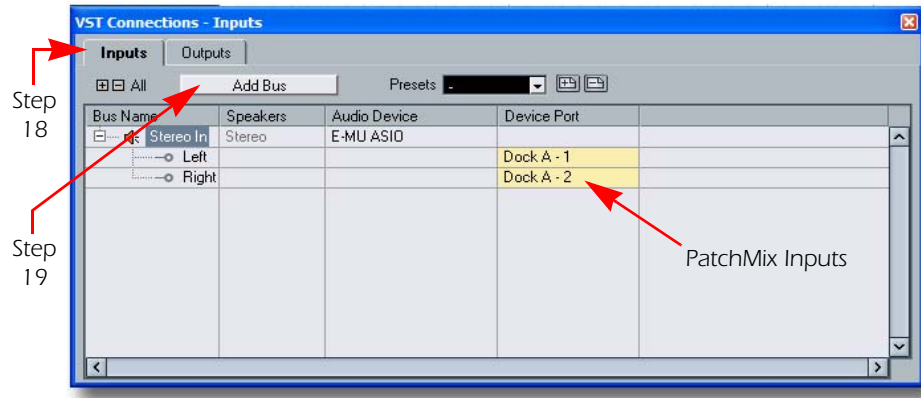 VST Connections - Inputs
Inputs Outputs
All Add Bus Presets -
Step
18
Bus Name Speakers Audio Device Device Port
Stereo In Stereo E-MU ASIO
Left Dock A - 1
Right Dock A - 2
Step
19
PatchMix Inputs